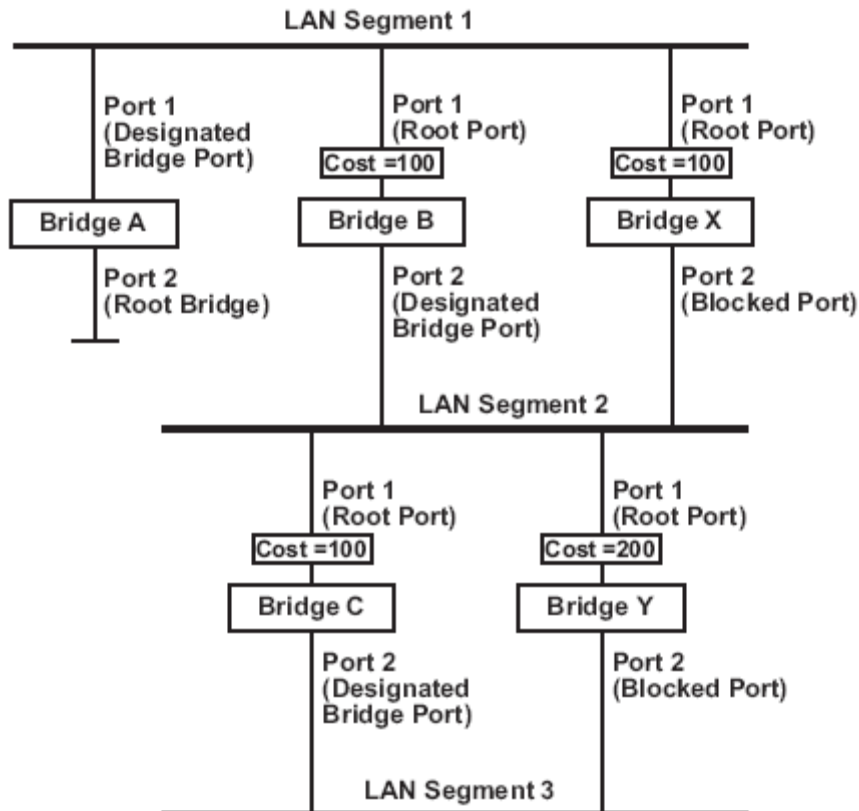 LAN Segment 1
Port 1
(Designated
Bridge Port)
Port 1
(Root Port)
Port 1
(Root Port)
Cost =100
Cost =100
Bridge A
Bridge B
Bridge X
Port 2
(Root Bridge)
Port 2
(Designated
Bridge Port)
Port 2
(Blocked Port)
LAN Segment 2
Port 1
(Root Port)
Port 1
(Root Port)
Cost =100
Cost =200
Bridge C
Bridge Y
Port 2
(Designated
Bridge Port)
Port 2
(Blocked Port)
LAN Segment 3